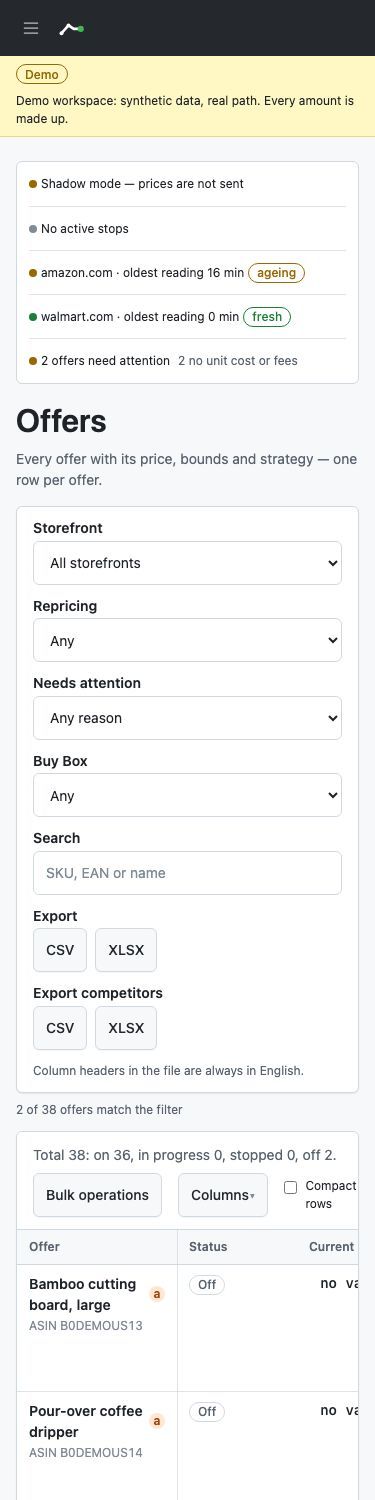 Demo
Demo workspace: synthetic data, real path. Every amount is
made up.
Shadow mode — prices are not sent
No active stops
amazon.com · oldest reading 16 min ageing
walmart.com · oldest reading 0 min fresh
2 offers need attention 2 no unit cost or fees
Offers
Every offer with its price, bounds and strategy — one
row per offer.
Storefront
All storefronts
Repricing
Any
Needs attention
Any reason
Buy Box
Any
Search
SKU, EAN or name
Export
CSV XLSX
Export competitors
CSV XLSX
Column headers in the file are always in English.
2 of 38 offers match the filter
Total 38: on 36, in progress 0, stopped 0, off 2.
Bulk operations Columns▾ Compact
rows
Offer Status Current
Bamboo cutting
board, large
a
Off
no va
ASIN B0DEMOUS13
Pour-over coffee
dripper
a
Off
no va
ASIN B0DEMOUS14